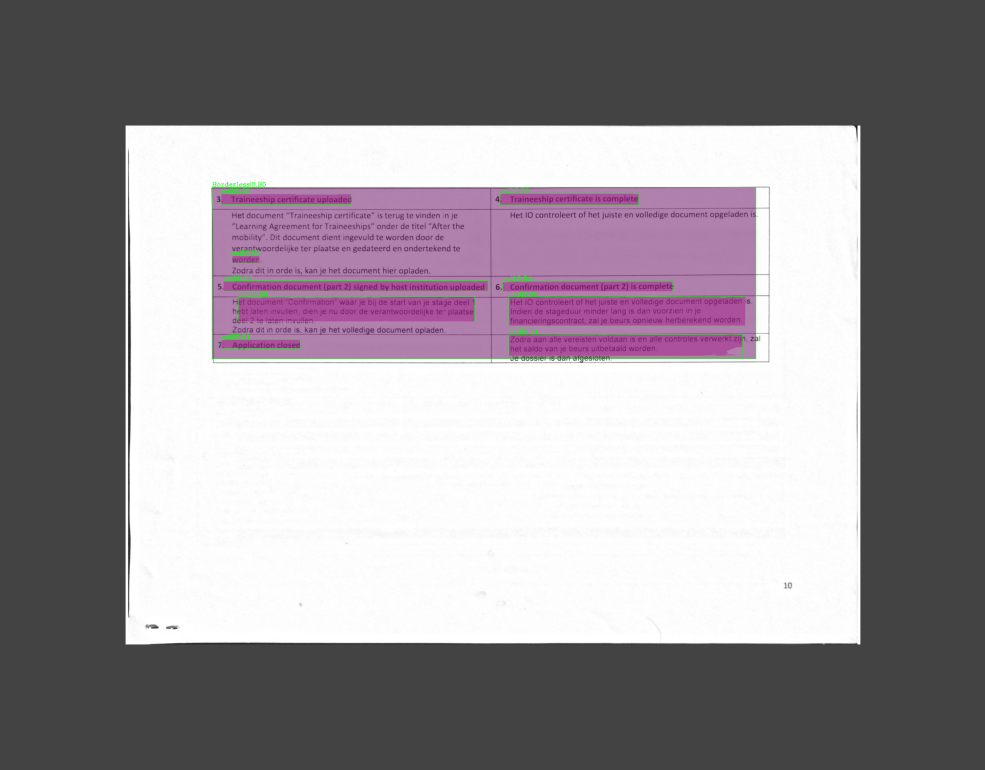 Borderless
3. Traineeship certificate uploaded
4. Traineeship certificate is complete
Het document "Traineeship certificate" is terug te vinden in je
"Learning Agreement for Traineeships" onder de titel "After the
mobility". Dit document dient ingevuld te worden door de
verantwoordelijke ter plaatse en gedateerd en ondertekend te
worden.
Zodra dit in orde is, kan je het document hier opladen.
Het IO controleert of het juiste en volledige document opgeladen is.
5. Confirmation document (part 2) signed by host institution uploaded
6. Confirmation document (part 2) is complete
Het document "Confirmation" waar je bij de start van je stage deel 1
hebt laten invullen, dien je nu door de verantwoordelijke ter plaatse
deel 2 te laten invullen.
Zodra dit in orde is, kan je het volledige document opladen.
Het IO controleert of het juiste en volledige document opgeladen is.
Indien de stageduur minder lang is dan voorzien in je
financieringscontract, zal je beurs opnieuw herberekend worden.
7. Application closed
Zodra aan alle vereisten voldaan is en alle controles verwerkt zijn, zal
het saldo van je beurs uitbetaald worden.
Je dossier is dan afgesloten.
10